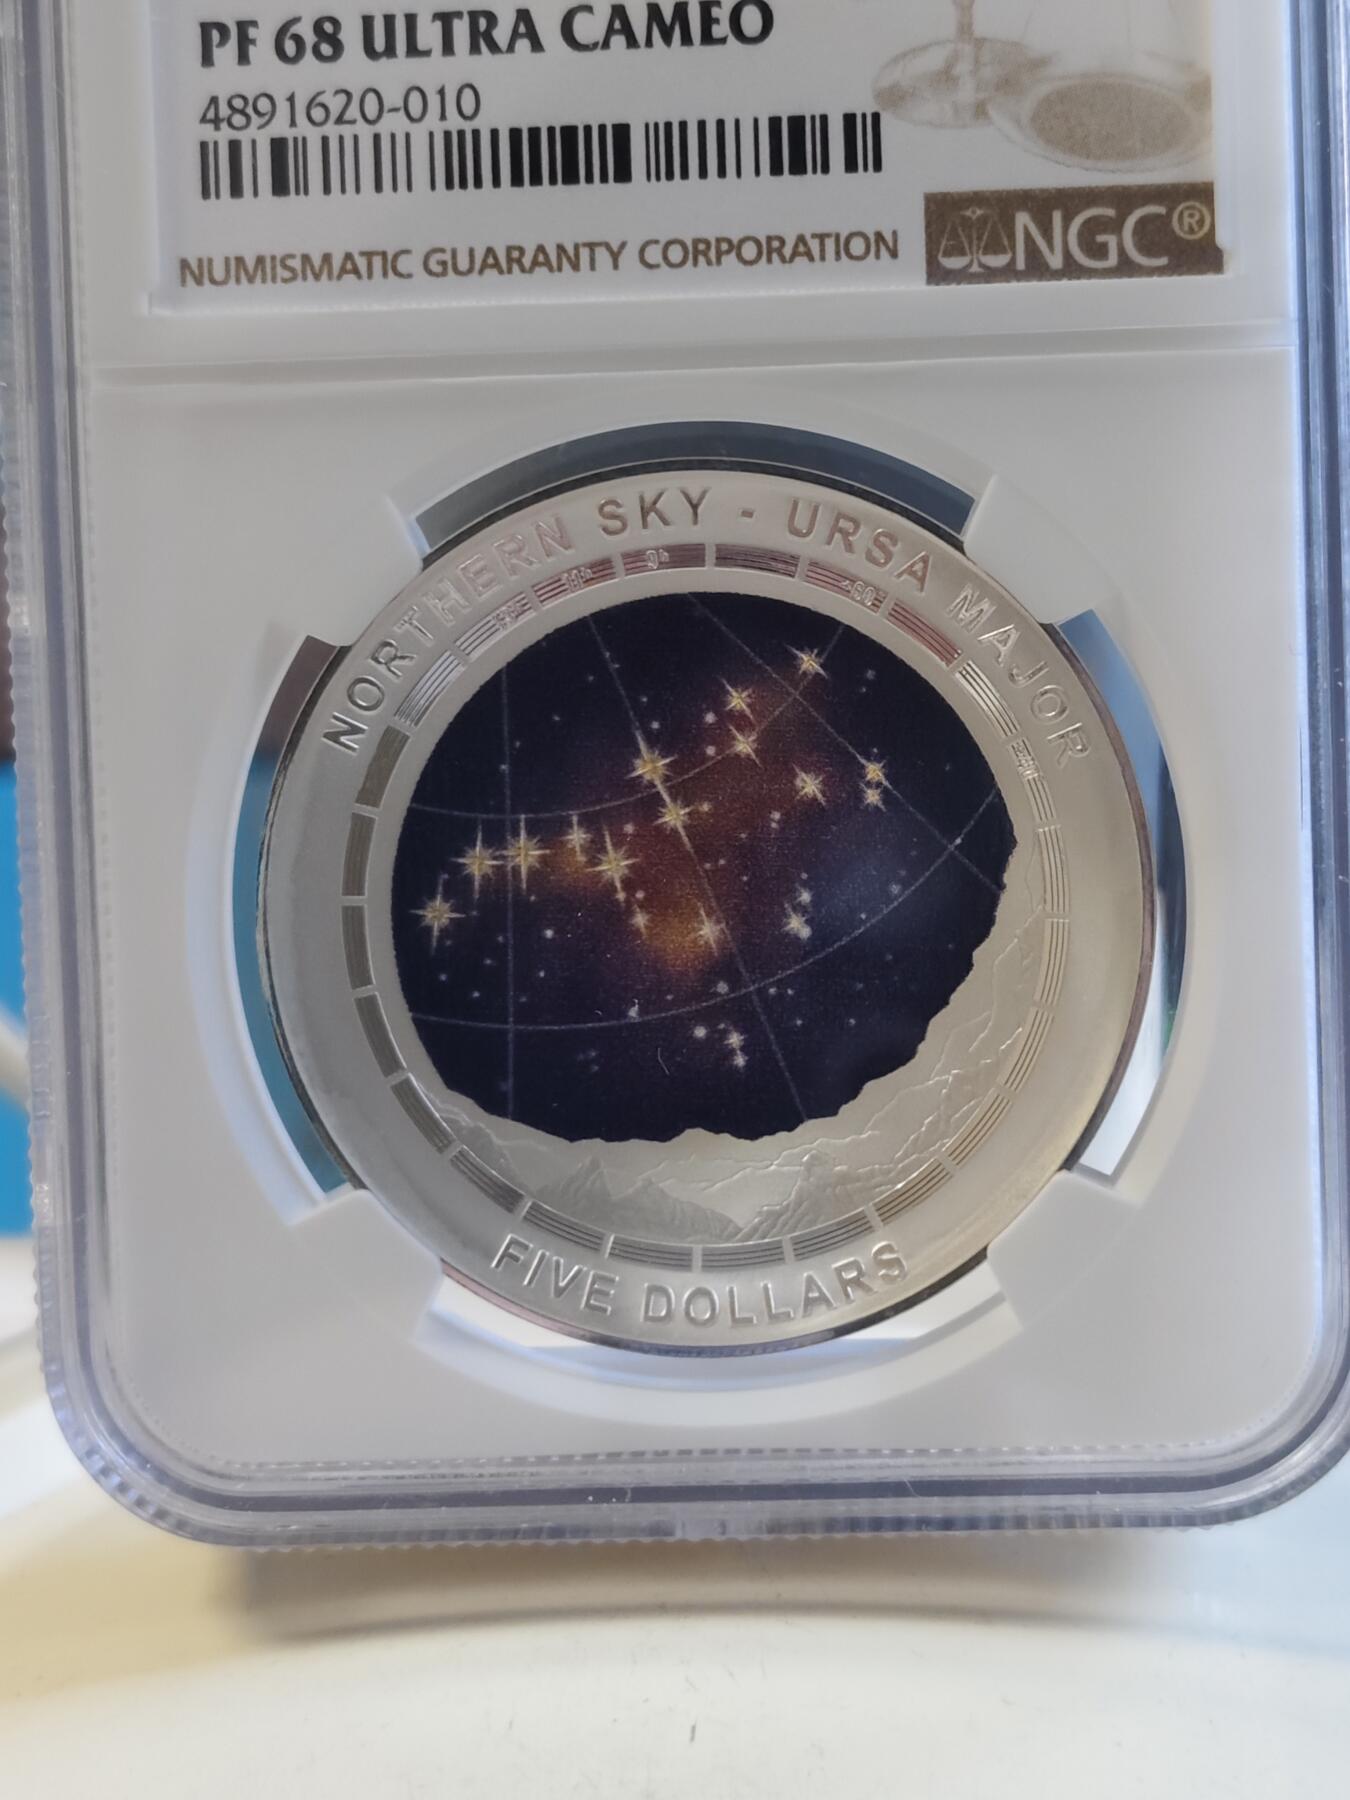 PF 68 ULTRA CAMEO
4891620-010
NUMISMATIC GUARANTY CORPORATION
NGC®
NORTHERN SKY - URSA MAJOR
FIVE DOLLARS